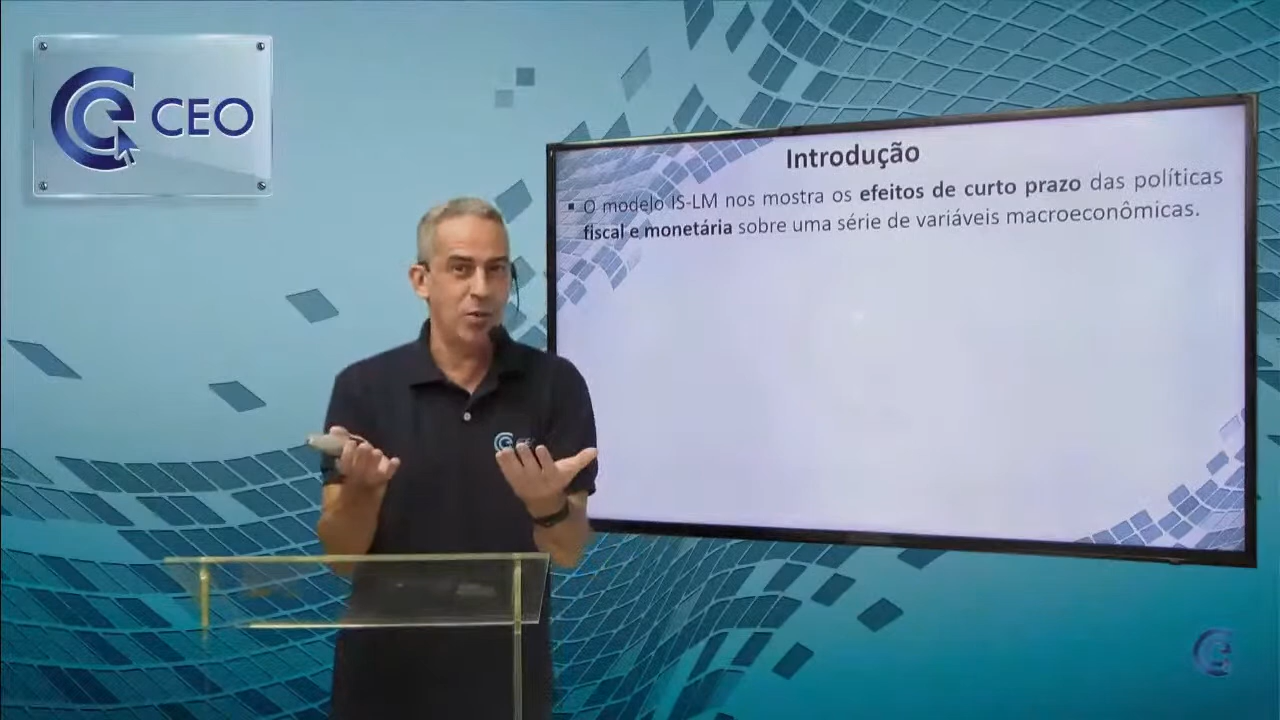 CEO
Introdução
▪ O modelo IS-LM nos mostra os efeitos de curto prazo das políticas
fiscal e monetária sobre uma série de variáveis macroeconômicas.
CEO